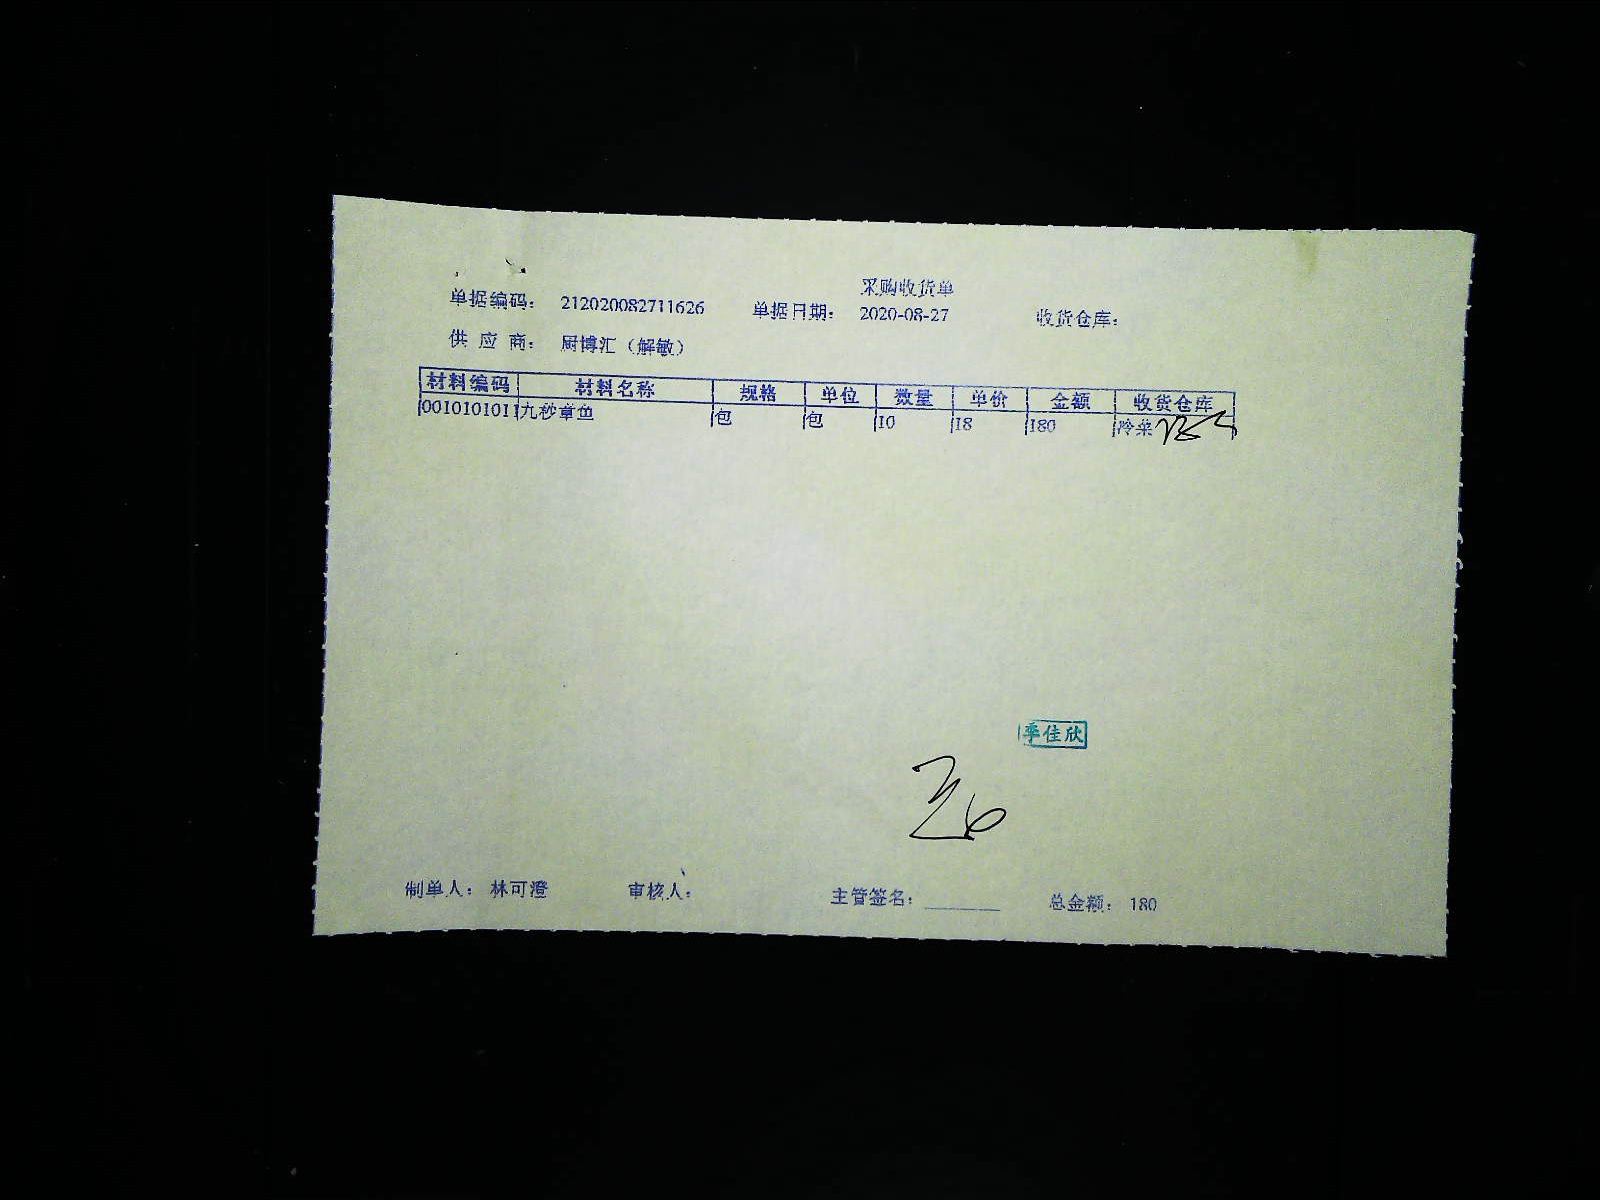 采购收货单
单据编码： 212020082711626 单据日期： 2020-08-27 收货仓库：
供 应 商： 厨博汇（解敏）
材料编码 材料名称 规格 单位 数量 单价 金额 收货仓库
0010101011 九秒章鱼 包 包 10 18 180 冷菜
季佳欣
制单人： 林可澄 审核人： 主管签名： 总金额： 180